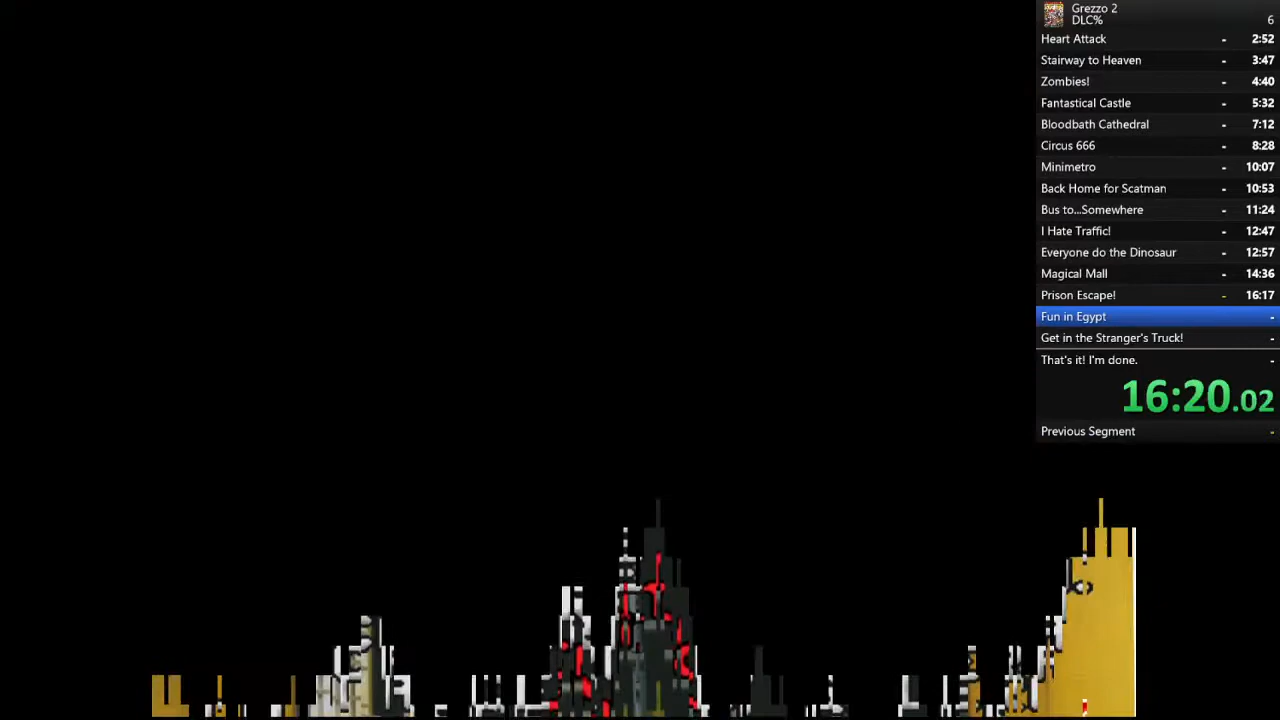 Grezzo 2
DLC% 6
Heart Attack - 2:52
Stairway to Heaven - 3:47
Zombies! - 4:40
Fantastical Castle - 5:32
Bloodbath Cathedral - 7:12
Circus 666 - 8:28
Minimetro - 10:07
Back Home for Scatman - 10:53
Bus to...Somewhere - 11:24
I Hate Traffic! - 12:47
Everyone do the Dinosaur - 12:57
Magical Mall - 14:36
Prison Escape! - 16:17
Fun in Egypt -
Get in the Stranger's Truck! -
That's it! I'm done. -
16:20.02
Previous Segment -